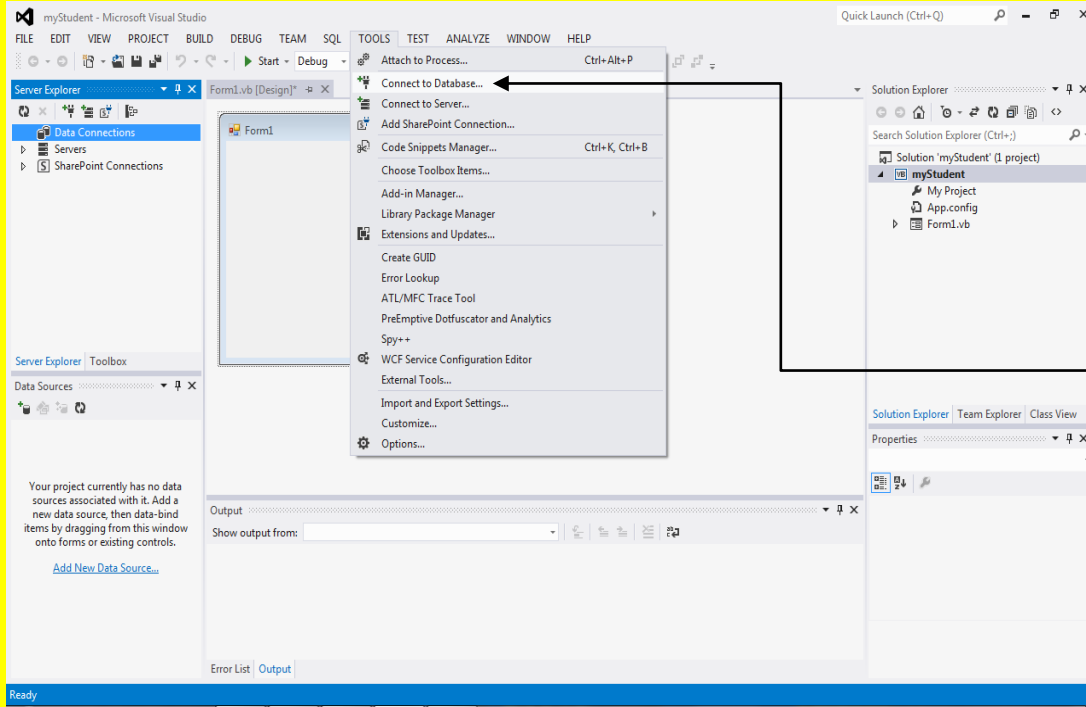 myStudent - Microsoft Visual Studio
Quick Launch (Ctrl+Q)
FILE EDIT VIEW PROJECT BUILD DEBUG TEAM SQL TOOLS TEST ANALYZE WINDOW HELP
Start
Debug
Server Explorer
Data Connections
Servers
SharePoint Connections
Server Explorer Toolbox
Data Sources
Your project currently has no data
sources associated with it. Add a
new data source, then data-bind
items by dragging from this window
onto forms or existing controls.
Add New Data Source...
Form1.vb [Design]*
Form1
Attach to Process... Ctrl+Alt+P
Connect to Database...
Connect to Server...
Add SharePoint Connection...
Code Snippets Manager... Ctrl+K, Ctrl+B
Choose Toolbox Items...
Add-in Manager...
Library Package Manager
Extensions and Updates...
Create GUID
Error Lookup
ATL/MFC Trace Tool
PreEmptive Dotfuscator and Analytics
Spy++
WCF Service Configuration Editor
External Tools...
Import and Export Settings...
Customize...
Options...
Output
Show output from:
Error List Output
Solution Explorer
Search Solution Explorer (Ctrl+;)
Solution 'myStudent' (1 project)
VB myStudent
My Project
App.config
Form1.vb
Solution Explorer Team Explorer Class View
Properties
Ready